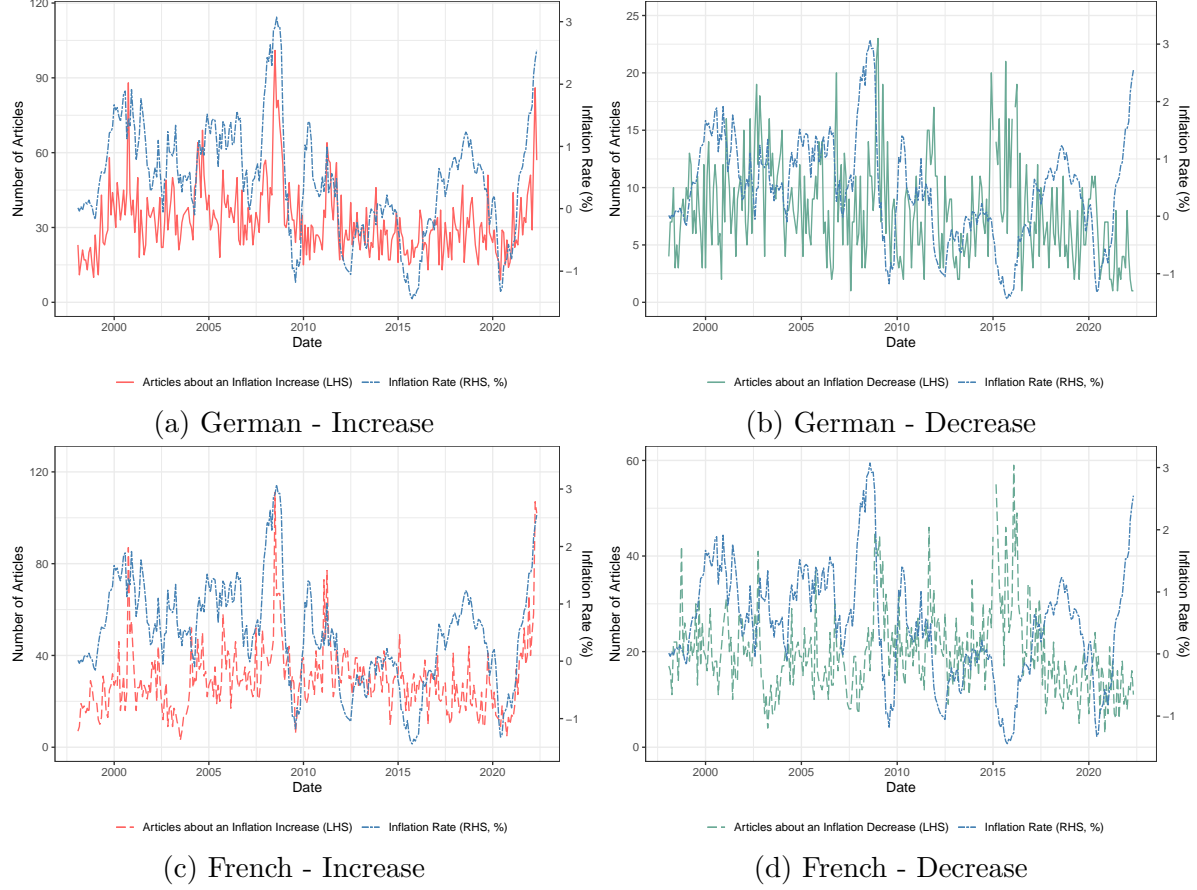 120
90
60
30
0
3
2
1
0
−1
2000 2005 2010 2015 2020
Number of Articles
Inflation Rate (%)
Date
Articles about an Inflation Increase (LHS) Inflation Rate (RHS, %)
(a) German - Increase
25
20
15
10
5
0
3
2
1
0
−1
2000 2005 2010 2015 2020
Number of Articles
Inflation Rate (%)
Date
Articles about an Inflation Decrease (LHS) Inflation Rate (RHS, %)
(b) German - Decrease
120
80
40
0
3
2
1
0
−1
2000 2005 2010 2015 2020
Number of Articles
Inflation Rate (%)
Date
Articles about an Inflation Increase (LHS) Inflation Rate (RHS, %)
(c) French - Increase
60
40
20
0
3
2
1
0
−1
2000 2005 2010 2015 2020
Number of Articles
Inflation Rate (%)
Date
Articles about an Inflation Decrease (LHS) Inflation Rate (RHS, %)
(d) French - Decrease